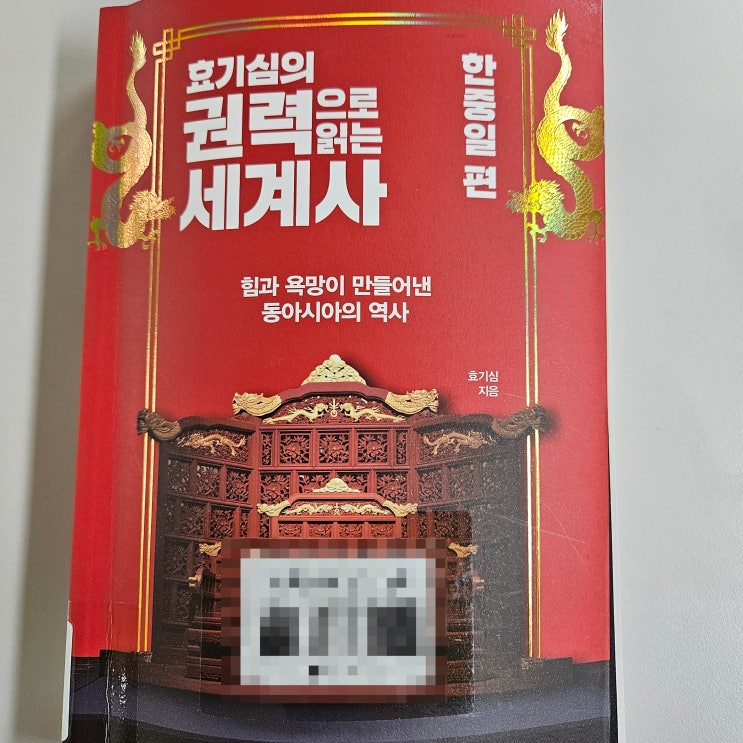 효기심의
권력으로
읽는
세계사
한중일 편
힘과 욕망이 만들어낸
동아시아의 역사
효기심
지음